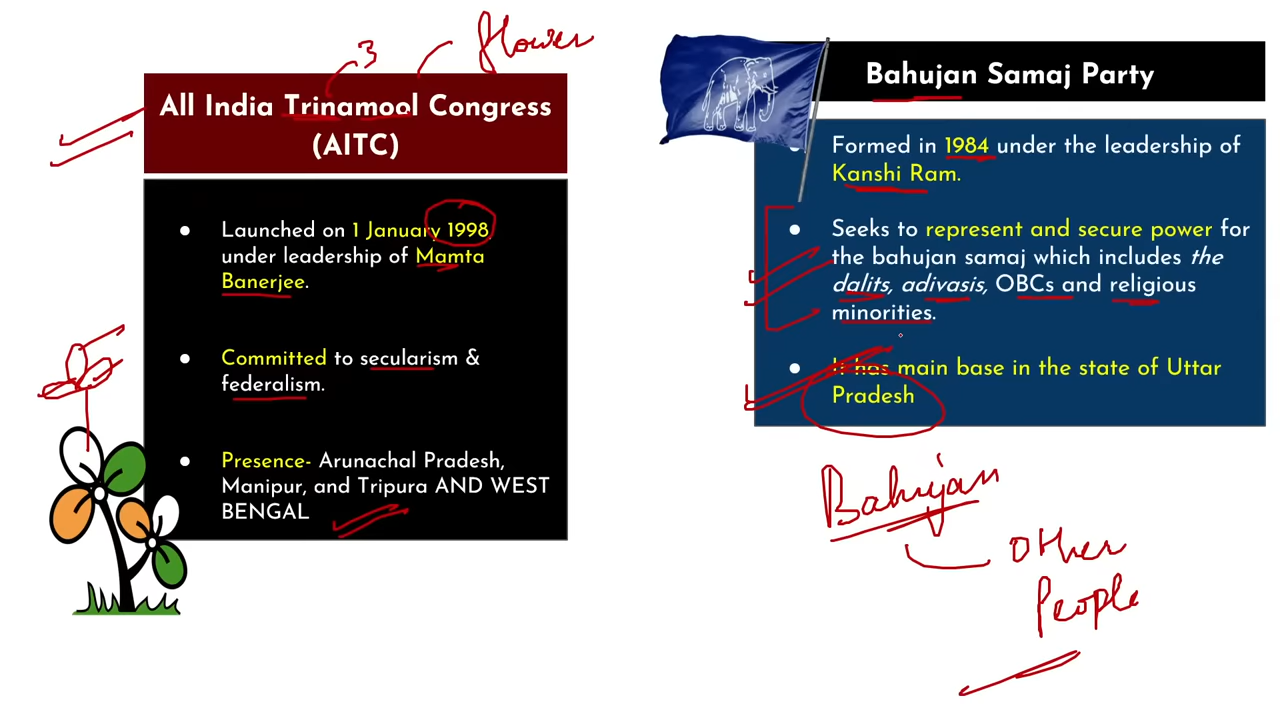 3
flower
All India Trinamool Congress
(AITC)
● Launched on 1 January 1998,
under leadership of Mamta
Banerjee.
● Committed to secularism &
federalism.
● Presence- Arunachal Pradesh,
Manipur, and Tripura AND WEST
BENGAL
Bahujan Samaj Party
● Formed in 1984 under the leadership of
Kanshi Ram.
● Seeks to represent and secure power for
the bahujan samaj which includes the
dalits, adivasis, OBCs and religious
minorities.
● It has main base in the state of Uttar
Pradesh
Bahujan
Other
People